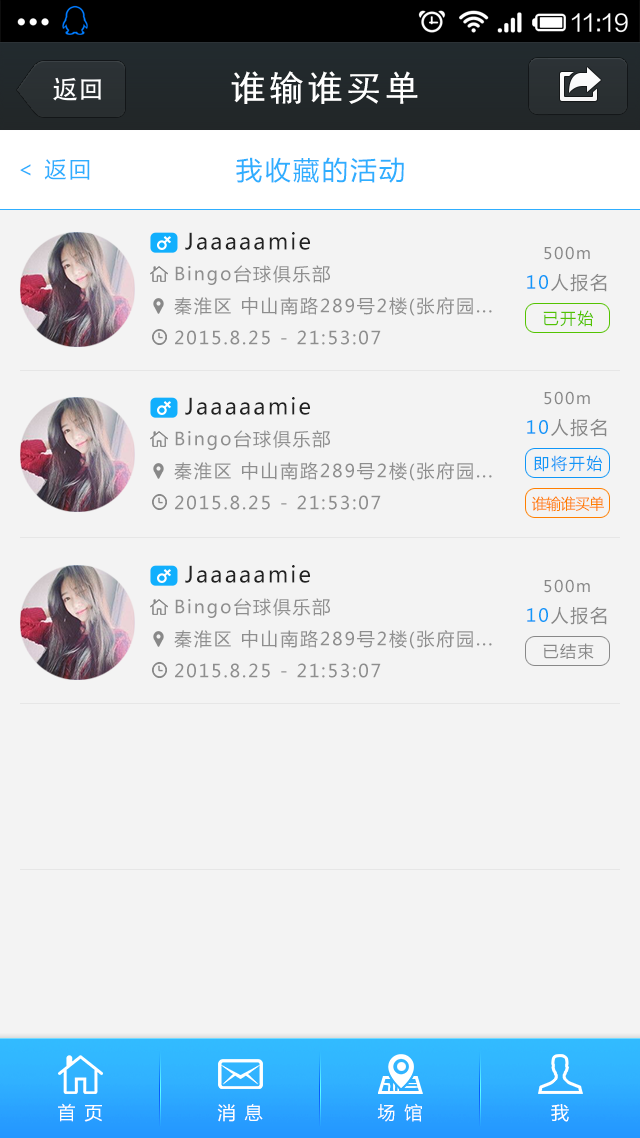 11:19
返回
谁输谁买单
< 返回
我收藏的活动
Jaaaaamie
Bingo台球俱乐部
秦淮区 中山南路289号2楼(张府园...
2015.8.25 - 21:53:07
500m
10人报名
已开始
Jaaaaamie
Bingo台球俱乐部
秦淮区 中山南路289号2楼(张府园...
2015.8.25 - 21:53:07
500m
10人报名
即将开始
谁输谁买单
Jaaaaamie
Bingo台球俱乐部
秦淮区 中山南路289号2楼(张府园...
2015.8.25 - 21:53:07
500m
10人报名
已结束
首页
消息
场馆
我